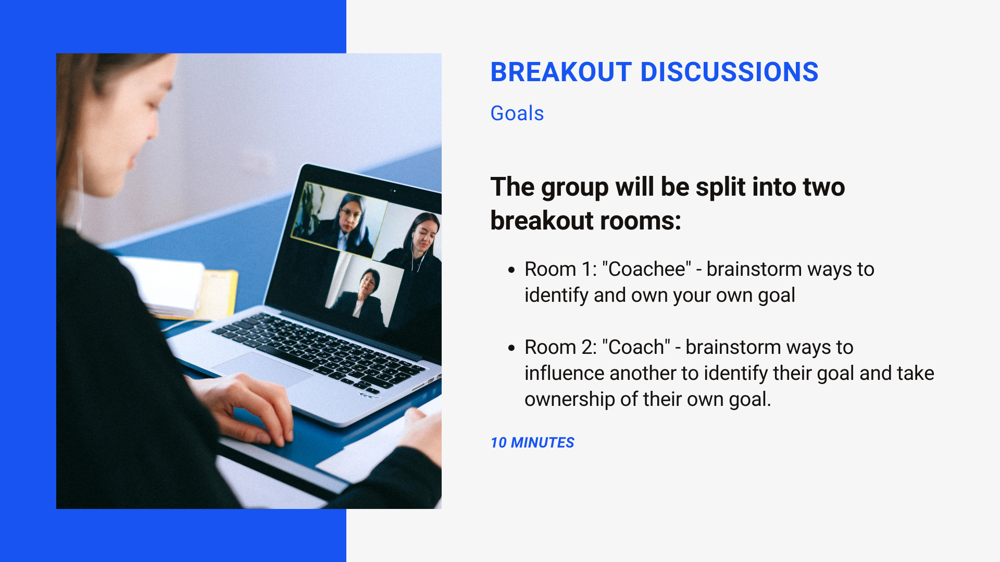 BREAKOUT DISCUSSIONS
Goals
The group will be split into two
breakout rooms:
• Room 1: "Coachee" - brainstorm ways to
identify and own your own goal
• Room 2: "Coach" - brainstorm ways to
influence another to identify their goal and take
ownership of their own goal.
10 MINUTES